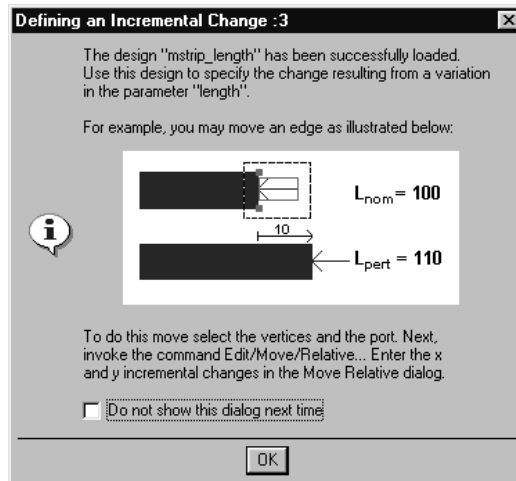 Defining an Incremental Change :3
The design "mstrip_length" has been successfully loaded.
Use this design to specify the change resulting from a variation
in the parameter "length".
For example, you may move an edge as illustrated below:
Lnom = 100
10
Lpert = 110
To do this move select the vertices and the port. Next,
invoke the command Edit/Move/Relative... Enter the x
and y incremental changes in the Move Relative dialog.
Do not show this dialog next time
OK